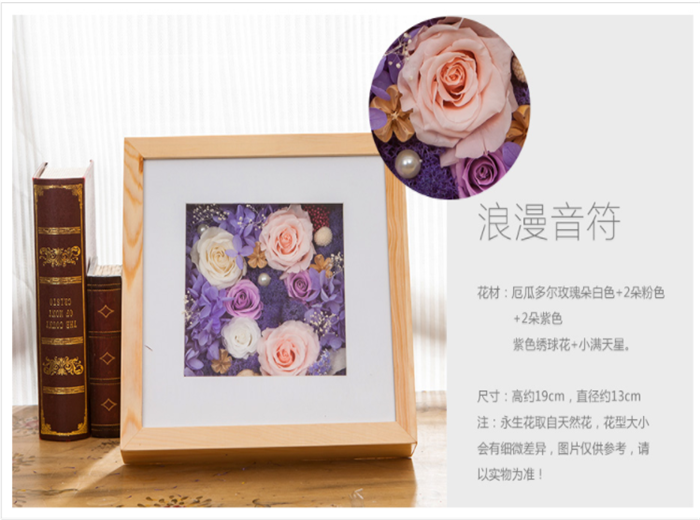 浪漫音符
花材：厄瓜多尔玫瑰朵白色+2朵粉色
+2朵紫色
紫色绣球花+小满天星。
尺寸：高约19cm，直径约13cm
注：永生花取自天然花，花型大小
会有细微差异，图片仅供参考，请
以实物为准！